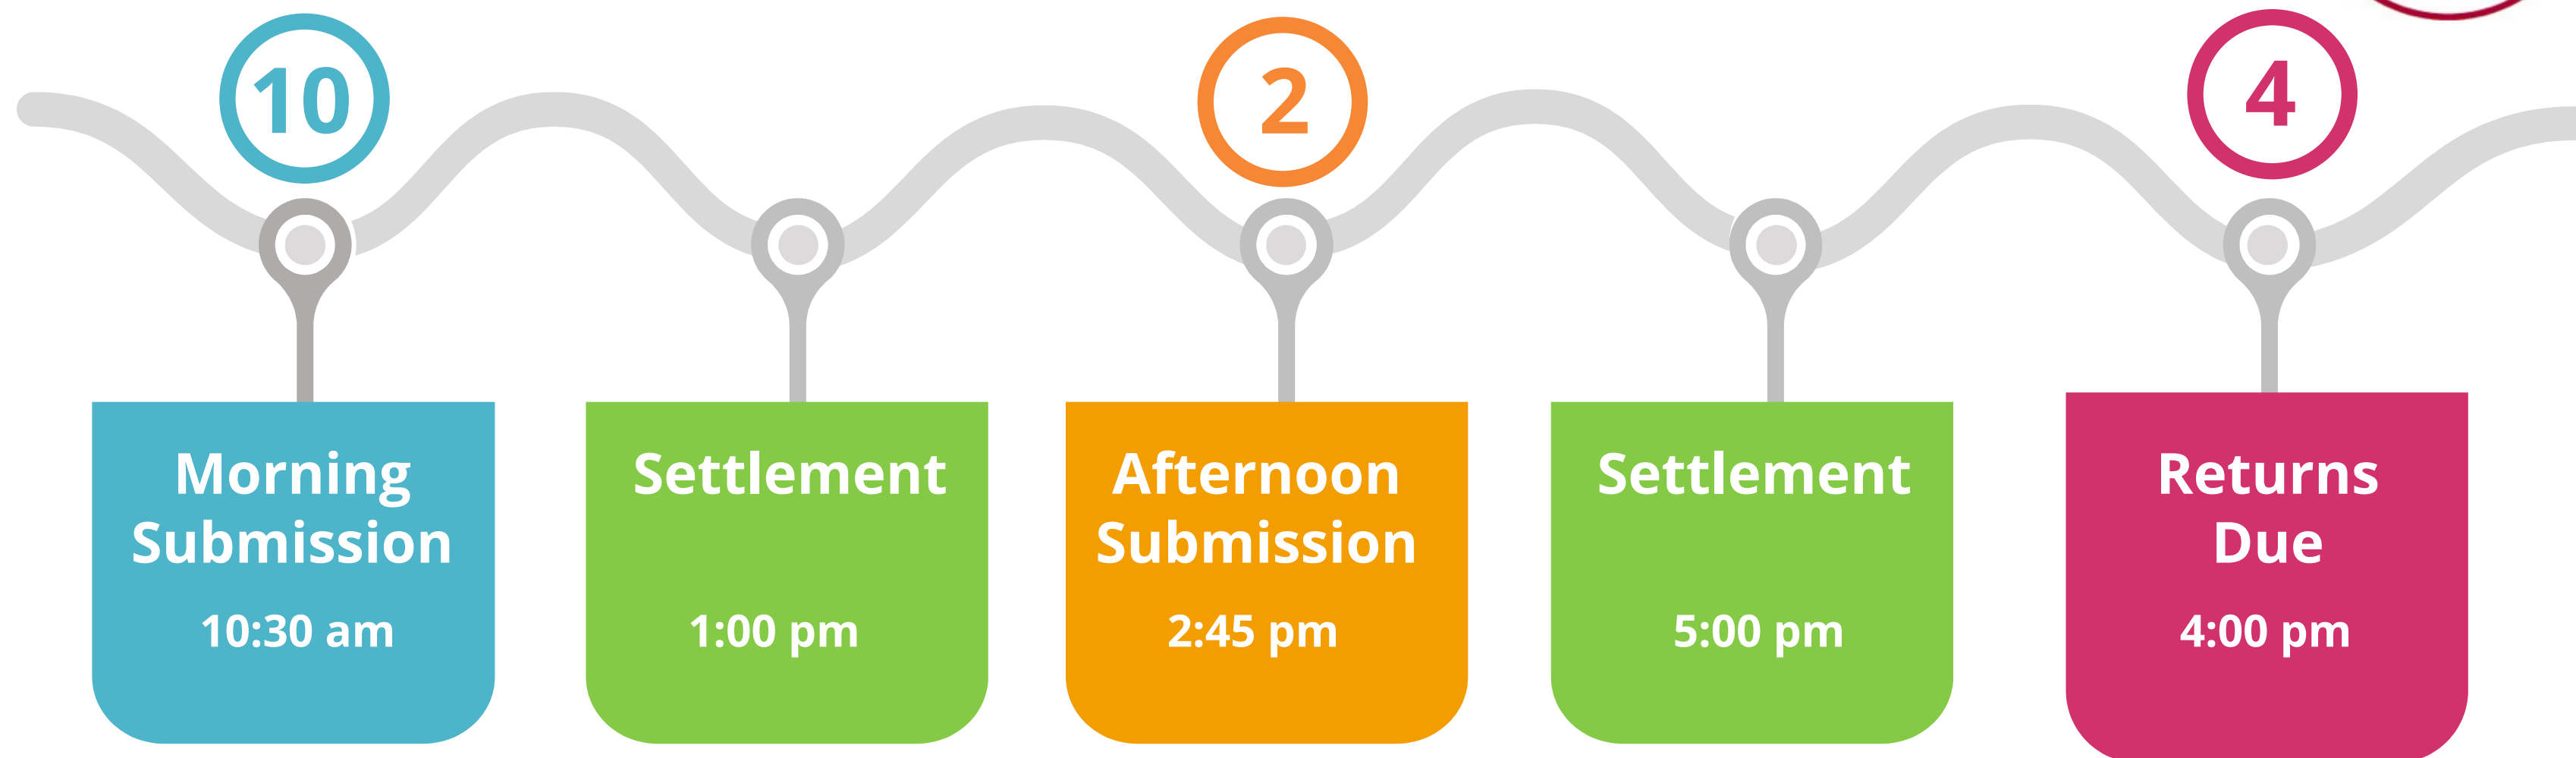 10
2
4
Morning
Submission
10:30 am
Settlement
1:00 pm
Afternoon
Submission
2:45 pm
Settlement
5:00 pm
Returns
Due
4:00 pm